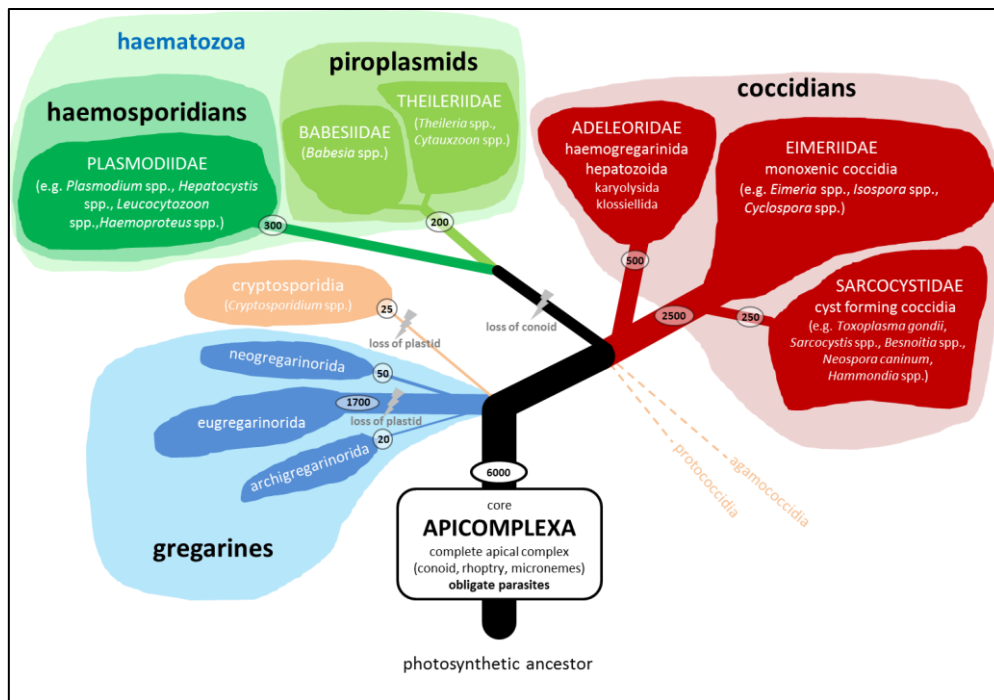 haematozoa
piroplasmids
haemosporidians
THEILERIIDAE
(Theileria spp.,
Cytauxzoon spp.)
BABESIIDAE
(Babesia spp.)
PLASMODIIDAE
(e.g. Plasmodium spp., Hepatocystis
spp., Leucocytozoon
spp.,Haemoproteus spp.)
300
200
coccidians
ADELEORIDAE
haemogregarinida
hepatozoida
karyolysida
klossiellida
EIMERIIDAE
monoxenic coccidia
(e.g. Eimeria spp., Isospora spp.,
Cyclospora spp.)
500
2500
250
SARCOCYSTIDAE
cyst forming coccidia
(e.g. Toxoplasma gondii,
Sarcocystis spp., Besnoitia spp.,
Neospora caninum,
Hammondia spp.)
cryptosporidia
(Cryptosporidium spp.)
25
loss of plastid
loss of conoid
neogregarinorida
50
1700
eugregarinorida
loss of plastid
20
archigregarinorida
gregarines
protococcidia
agamococcidia
6000
core
APICOMPLEXA
complete apical complex
(conoid, rhoptry, micronemes)
obligate parasites
photosynthetic ancestor